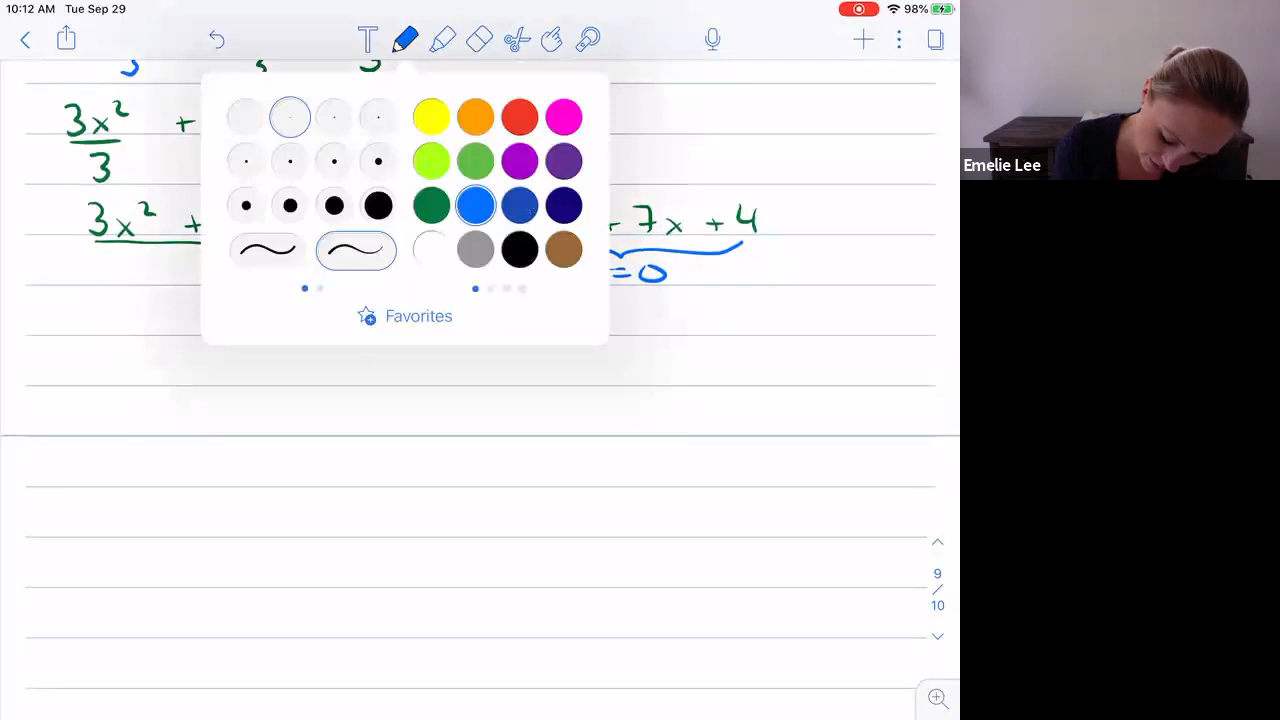 10:12 AM Tue Sep 29
98%
T
3x² +
3
3x² +
+ 7x + 4
= 0
Favorites
Emelie Lee
9
/
10